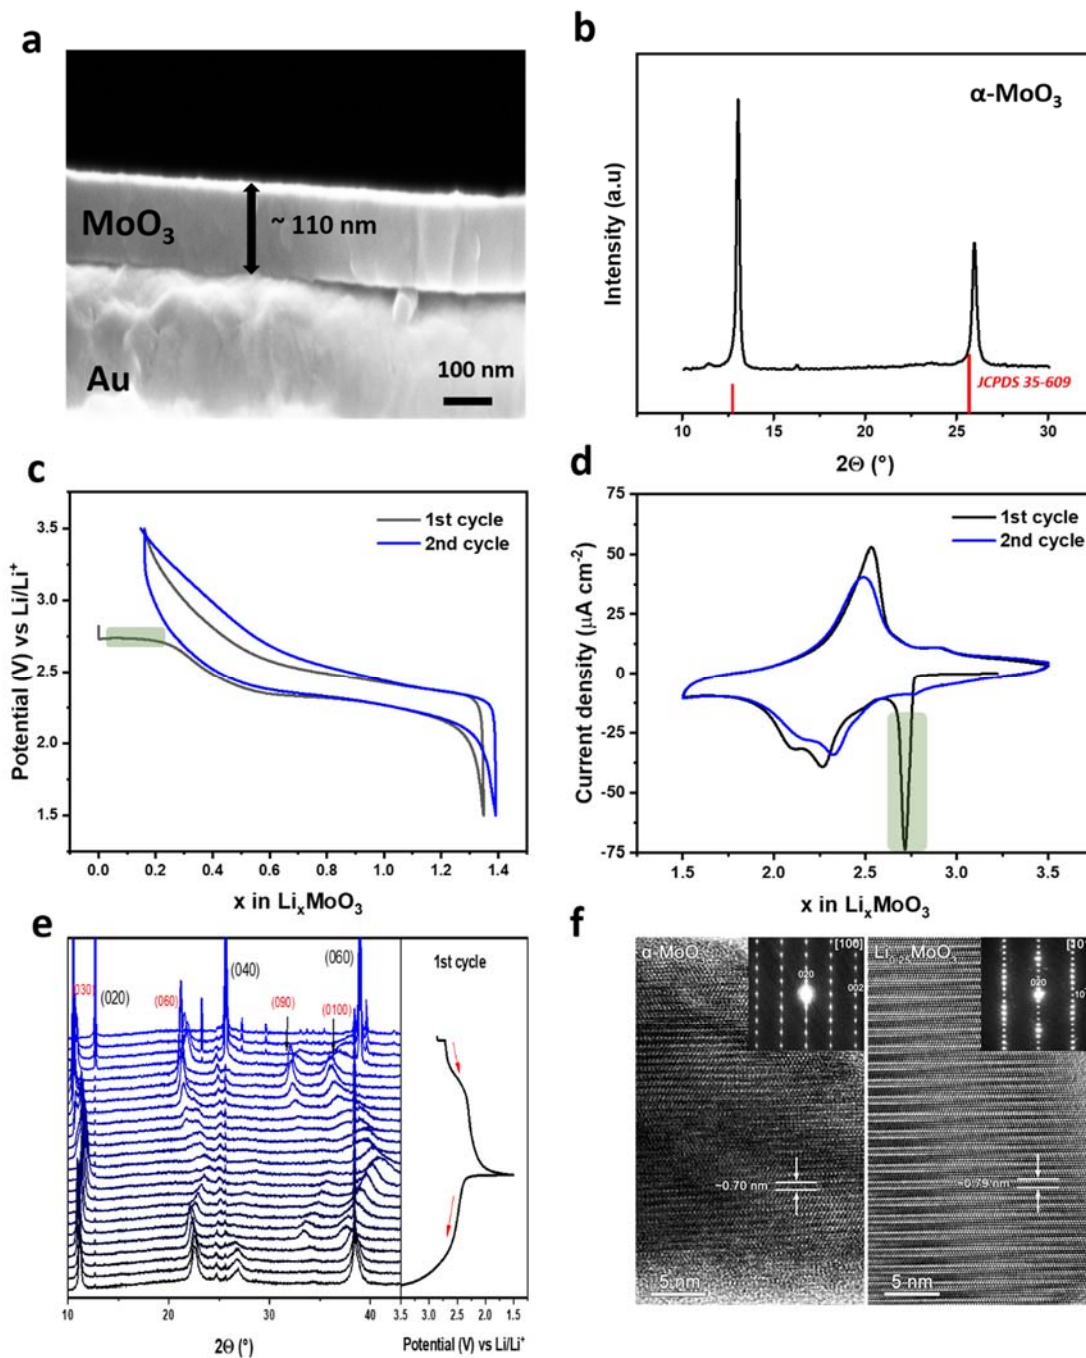 a
MoO₃
~ 110 nm
Au
100 nm
b
α-MoO₃
Intensity (a.u)
JCPDS 35-609
10 15 20 25 30
2Θ (°)
c
1st cycle
2nd cycle
Potential (V) vs Li/Li⁺
3.5
3.0
2.5
2.0
1.5
0.0 0.2 0.4 0.6 0.8 1.0 1.2 1.4
x in LiₓMoO₃
d
1st cycle
2nd cycle
Current density (μA cm⁻²)
75
50
25
0
-25
-50
-75
1.5 2.0 2.5 3.0 3.5
x in LiₓMoO₃
e
(030)
(020)
(060)
(040)
(090)
(0100)
(060)
1st cycle
10 20 30 40 3.5 3.0 2.5 2.0 1.5
2Θ (°)
Potential (V) vs Li/Li⁺
f
α-MoO
[100]
020
002
~0.70 nm
5 nm
MoO₃
020
~0.79 nm
5 nm